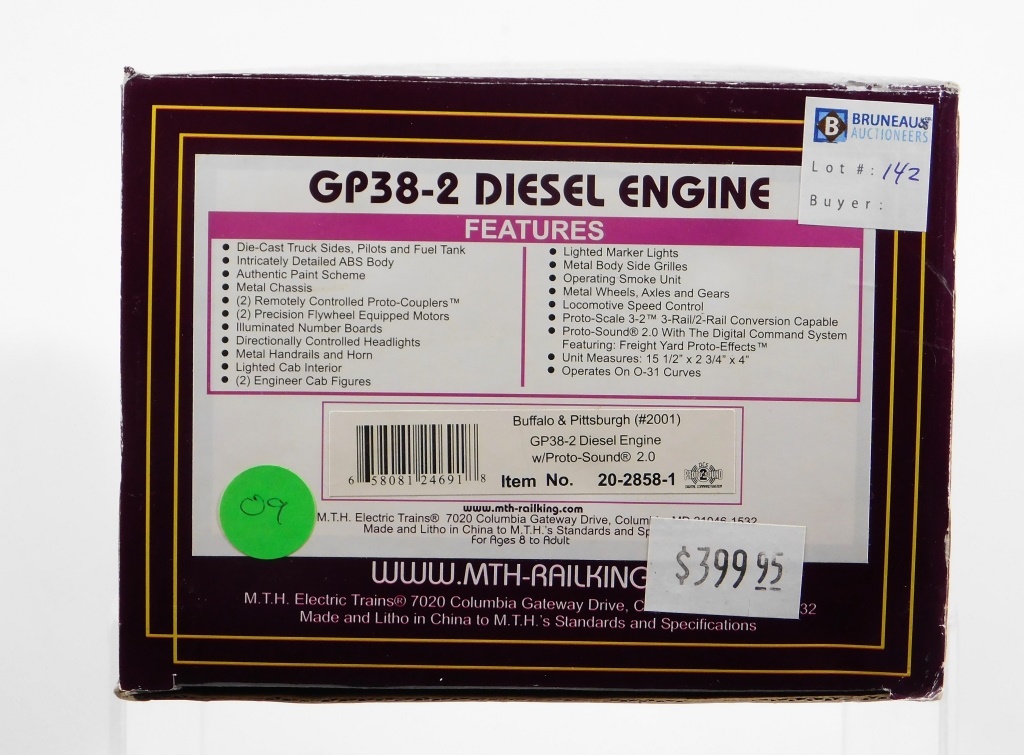 B BRUNEAU&
AUCTIONEERS
Lot #: 142
Buyer:
GP38-2 DIESEL ENGINE
FEATURES
● Die-Cast Truck Sides, Pilots and Fuel Tank
● Intricately Detailed ABS Body
● Authentic Paint Scheme
● Metal Chassis
● (2) Remotely Controlled Proto-Couplers™
● (2) Precision Flywheel Equipped Motors
● Illuminated Number Boards
● Directionally Controlled Headlights
● Metal Handrails and Horn
● Lighted Cab Interior
● (2) Engineer Cab Figures
● Lighted Marker Lights
● Metal Body Side Grilles
● Operating Smoke Unit
● Metal Wheels, Axles and Gears
● Locomotive Speed Control
● Proto-Scale 3-2™ 3-Rail/2-Rail Conversion Capable
● Proto-Sound® 2.0 With The Digital Command System
Featuring: Freight Yard Proto-Effects™
● Unit Measures: 15 1/2" x 2 3/4" x 4"
● Operates On O-31 Curves
Buffalo & Pittsburgh (#2001)
GP38-2 Diesel Engine
w/Proto-Sound® 2.0
6 58081 24691 8
Item No. 20-2858-1
09
www.mth-railking.com
M.T.H. Electric Trains® 7020 Columbia Gateway Drive, Colum MD 21046-1532
Made and Litho in China to M.T.H.'s Standards and Sp
For Ages 8 to Adult
$399.95
WWW.MTH-RAILKING
M.T.H. Electric Trains® 7020 Columbia Gateway Drive, C 32
Made and Litho in China to M.T.H.'s Standards and Specifications